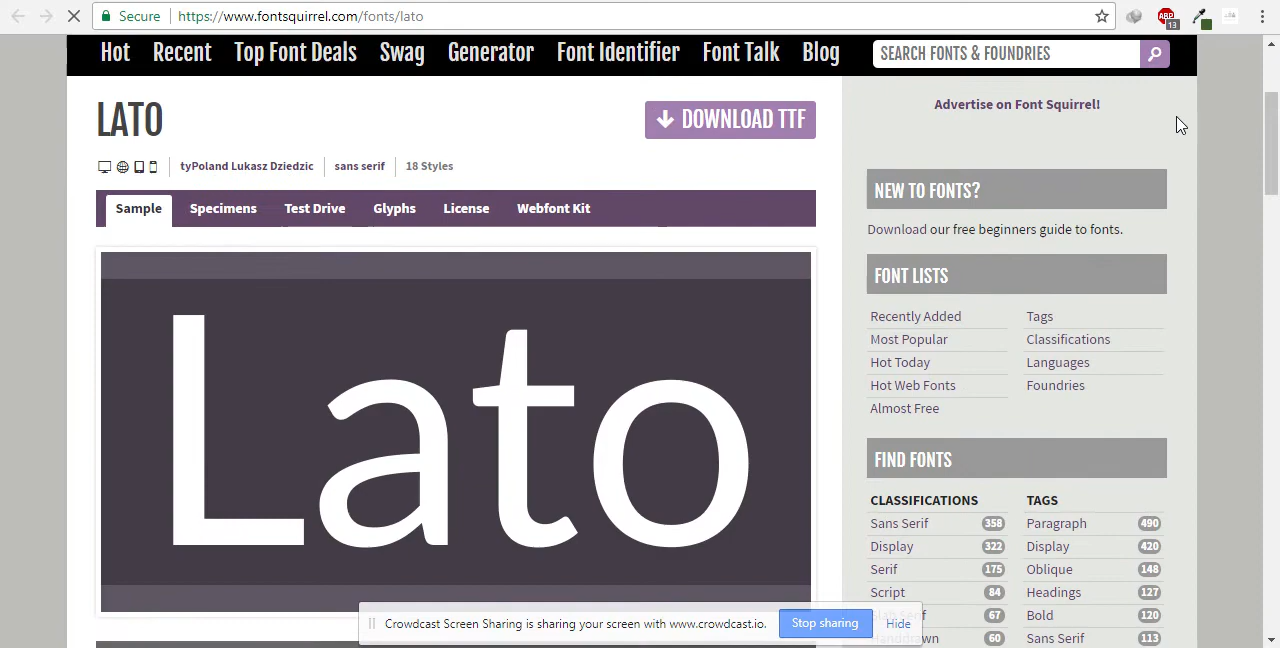 Secure https://www.fontsquirrel.com/fonts/lato
13
Hot Recent Top Font Deals Swag Generator Font Identifier Font Talk Blog SEARCH FONTS & FOUNDRIES
LATO
DOWNLOAD TTF
tyPoland Lukasz Dziedzic sans serif 18 Styles
Sample Specimens Test Drive Glyphs License Webfont Kit
Lato
Advertise on Font Squirrel!
NEW TO FONTS?
Download our free beginners guide to fonts.
FONT LISTS
Recently Added Tags
Most Popular Classifications
Hot Today Languages
Hot Web Fonts Foundries
Almost Free
FIND FONTS
CLASSIFICATIONS TAGS
Sans Serif 358 Paragraph 490
Display 322 Display 420
Serif 175 Oblique 148
Script 84 Headings 127
Slab Serif 67 Bold 120
Handdrawn 60 Sans Serif 113
Crowdcast Screen Sharing is sharing your screen with www.crowdcast.io. Stop sharing Hide